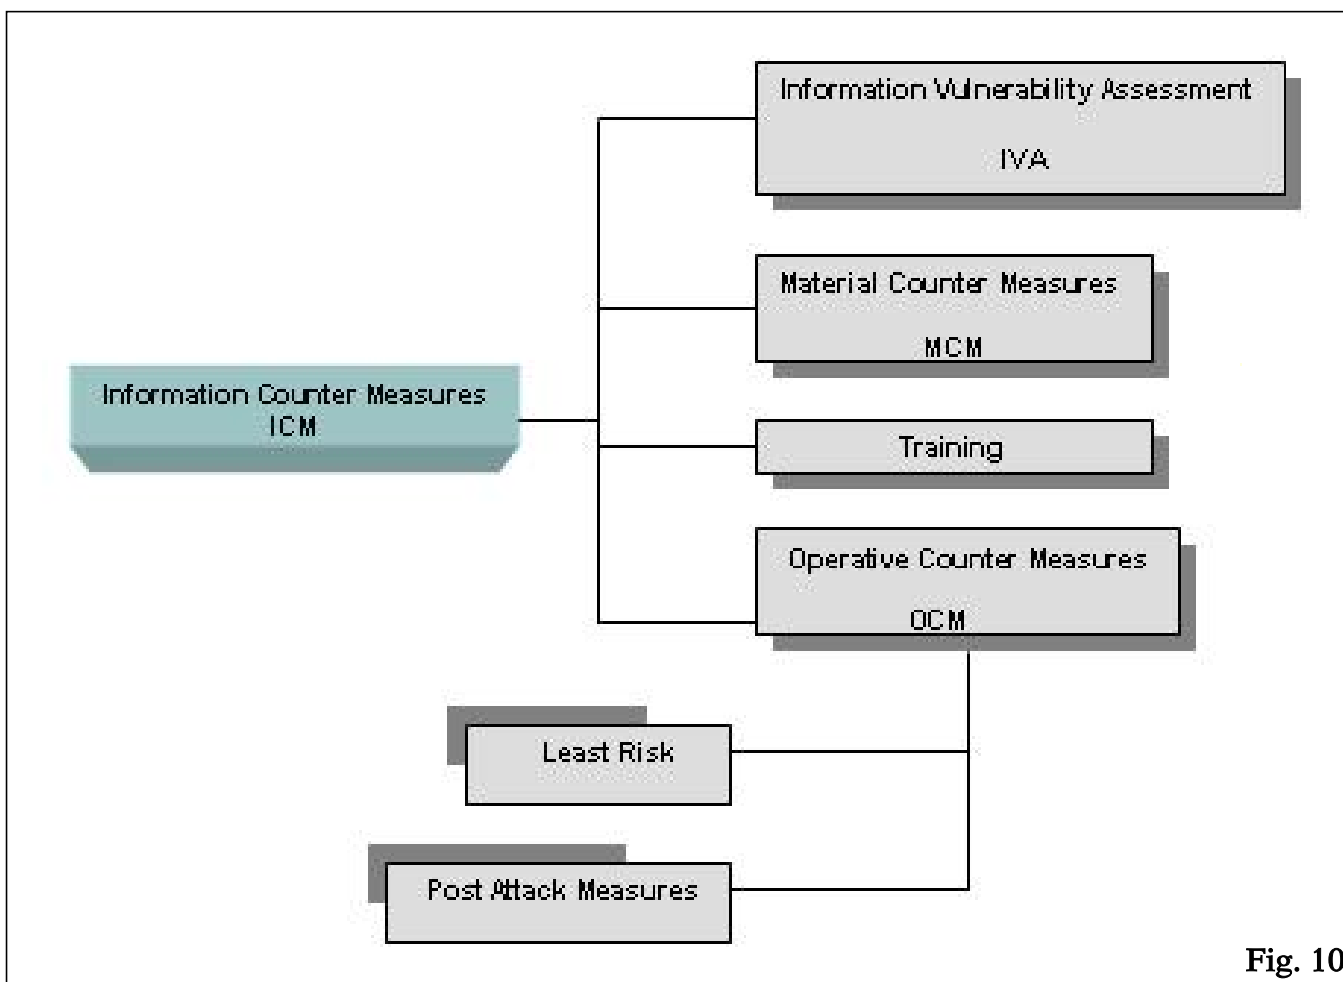 Information Vulnerability Assessment
IVA
Material Counter Measures
MCM
Information Counter Measures
ICM
Training
Operative Counter Measures
OCM
Least Risk
Post Attack Measures
Fig. 10